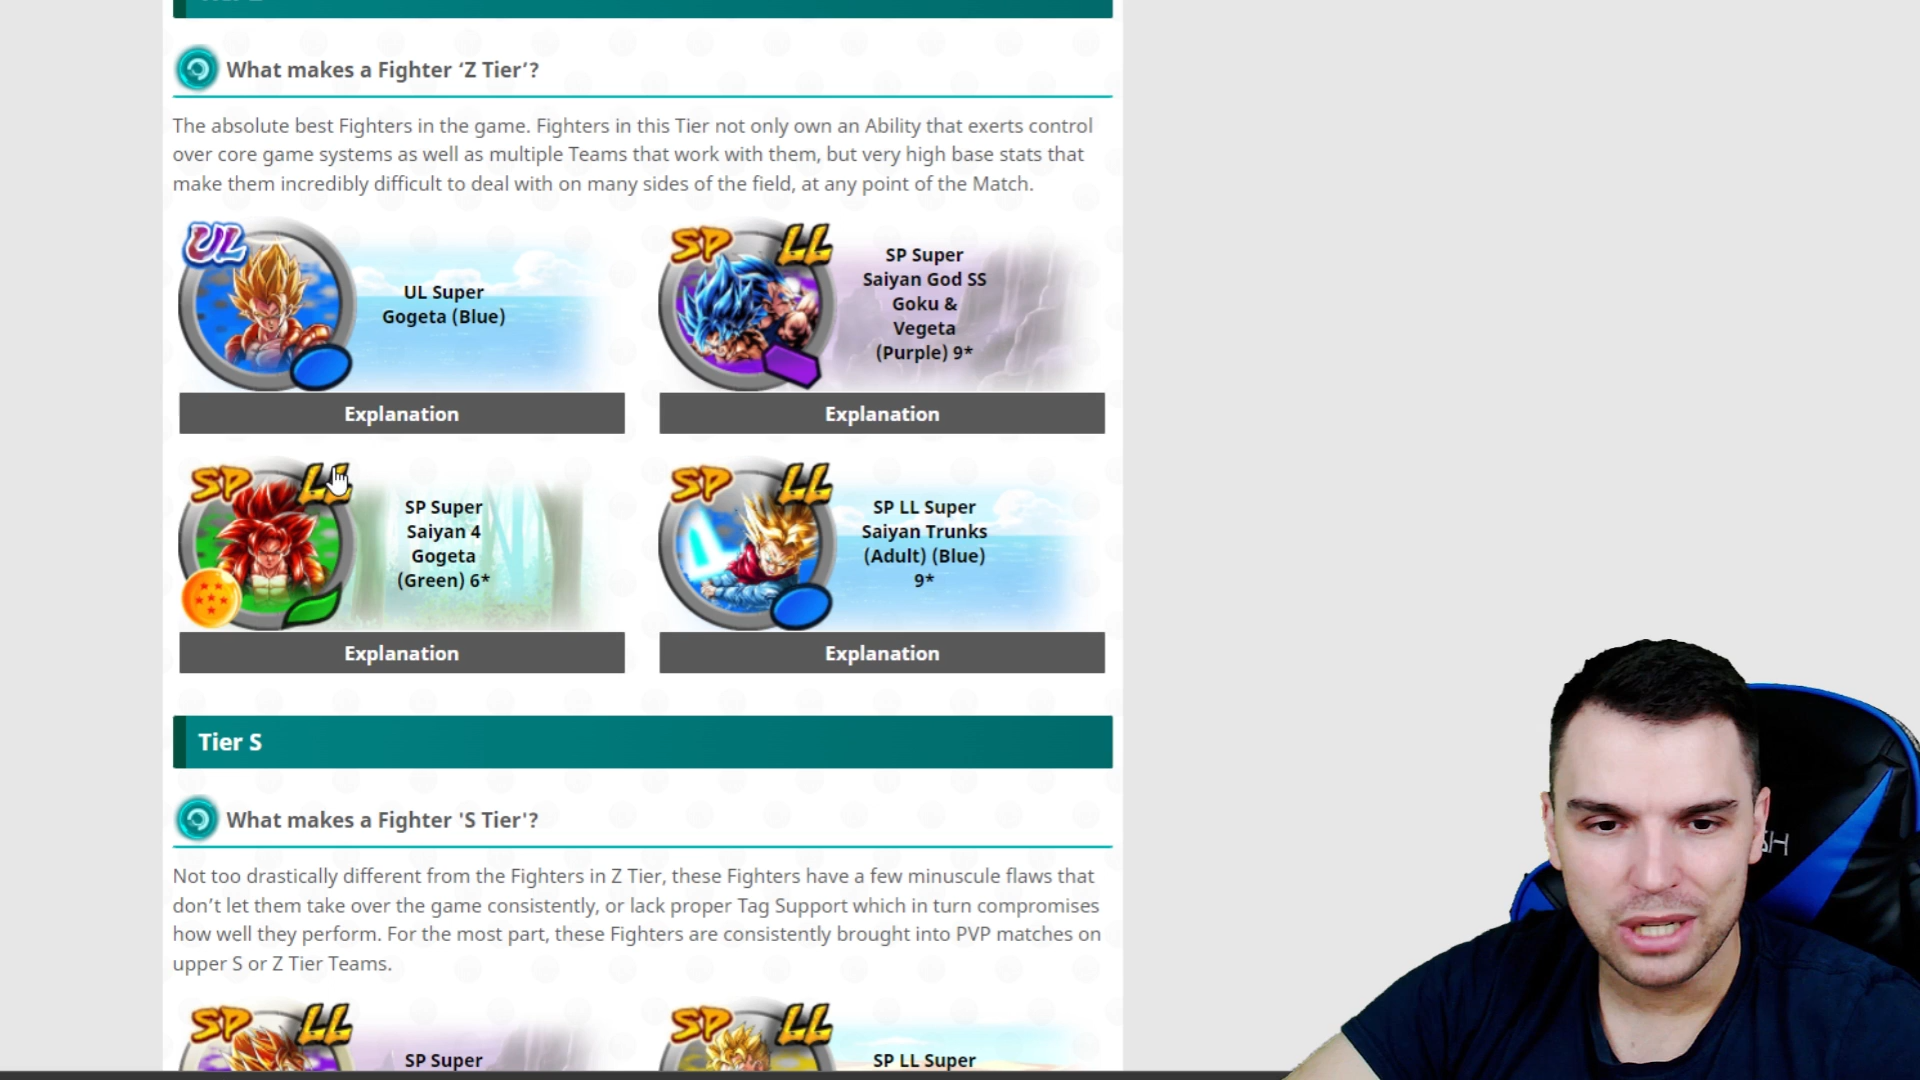 What makes a Fighter ‘Z Tier’?
The absolute best Fighters in the game. Fighters in this Tier not only own an Ability that exerts control
over core game systems as well as multiple Teams that work with them, but very high base stats that
make them incredibly difficult to deal with on many sides of the field, at any point of the Match.
UL
UL Super
Gogeta (Blue)
SP LL
SP Super
Saiyan God SS
Goku &
Vegeta
(Purple) 9*
Explanation
Explanation
SP LL
SP Super
Saiyan 4
Gogeta
(Green) 6*
SP LL
SP LL Super
Saiyan Trunks
(Adult) (Blue)
9*
Explanation
Explanation
Tier S
What makes a Fighter 'S Tier'?
Not too drastically different from the Fighters in Z Tier, these Fighters have a few minuscule flaws that
don’t let them take over the game consistently, or lack proper Tag Support which in turn compromises
how well they perform. For the most part, these Fighters are consistently brought into PVP matches on
upper S or Z Tier Teams.
SP LL
SP Super
SP LL
SP LL Super